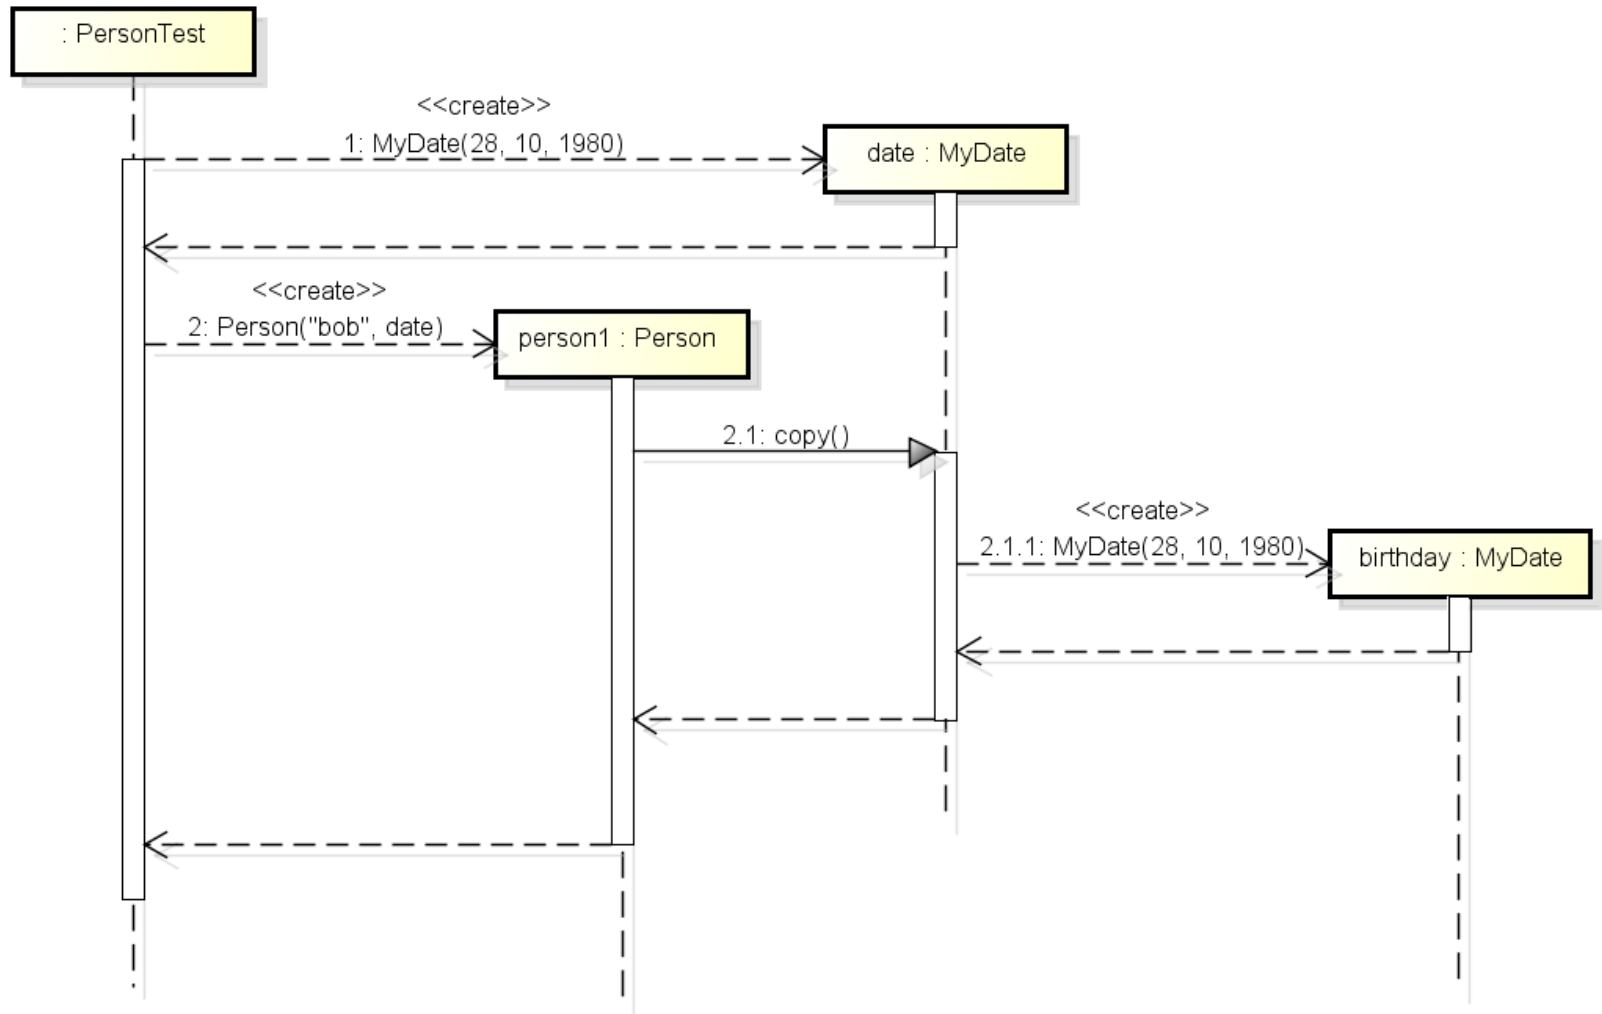 : PersonTest
<<create>>
1: MyDate(28, 10, 1980)
date : MyDate
<<create>>
2: Person("bob", date)
person1 : Person
2.1: copy()
<<create>>
2.1.1: MyDate(28, 10, 1980)
birthday : MyDate